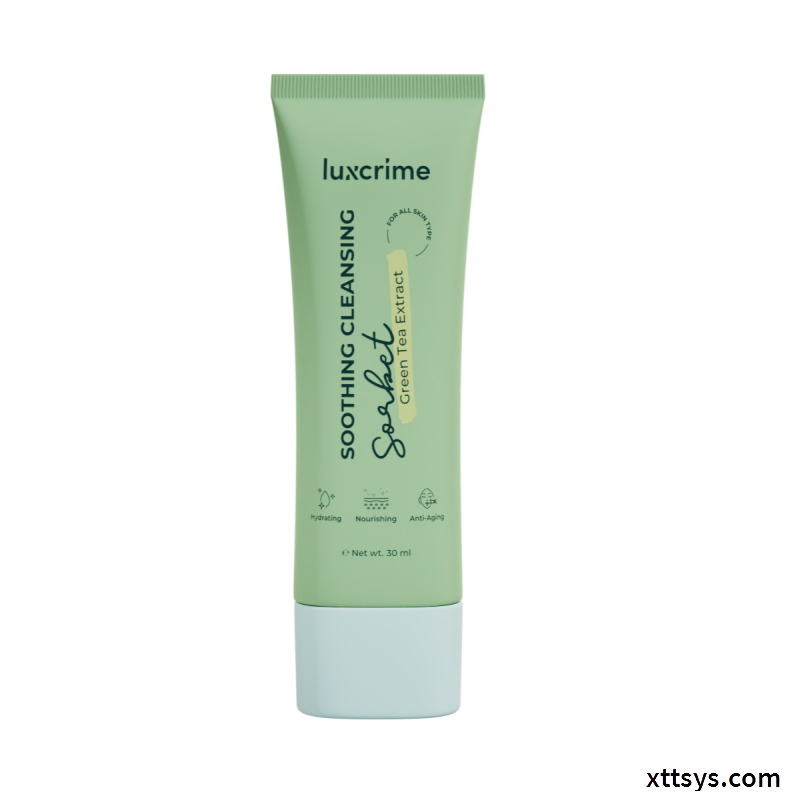 luxcrime
FOR ALL SKIN TYPE
SOOTHING CLEANSING
Sorbet
Green Tea Extract
Hydrating
Nourishing
Anti-Aging
℮ Net wt. 30 ml
xttsys.com